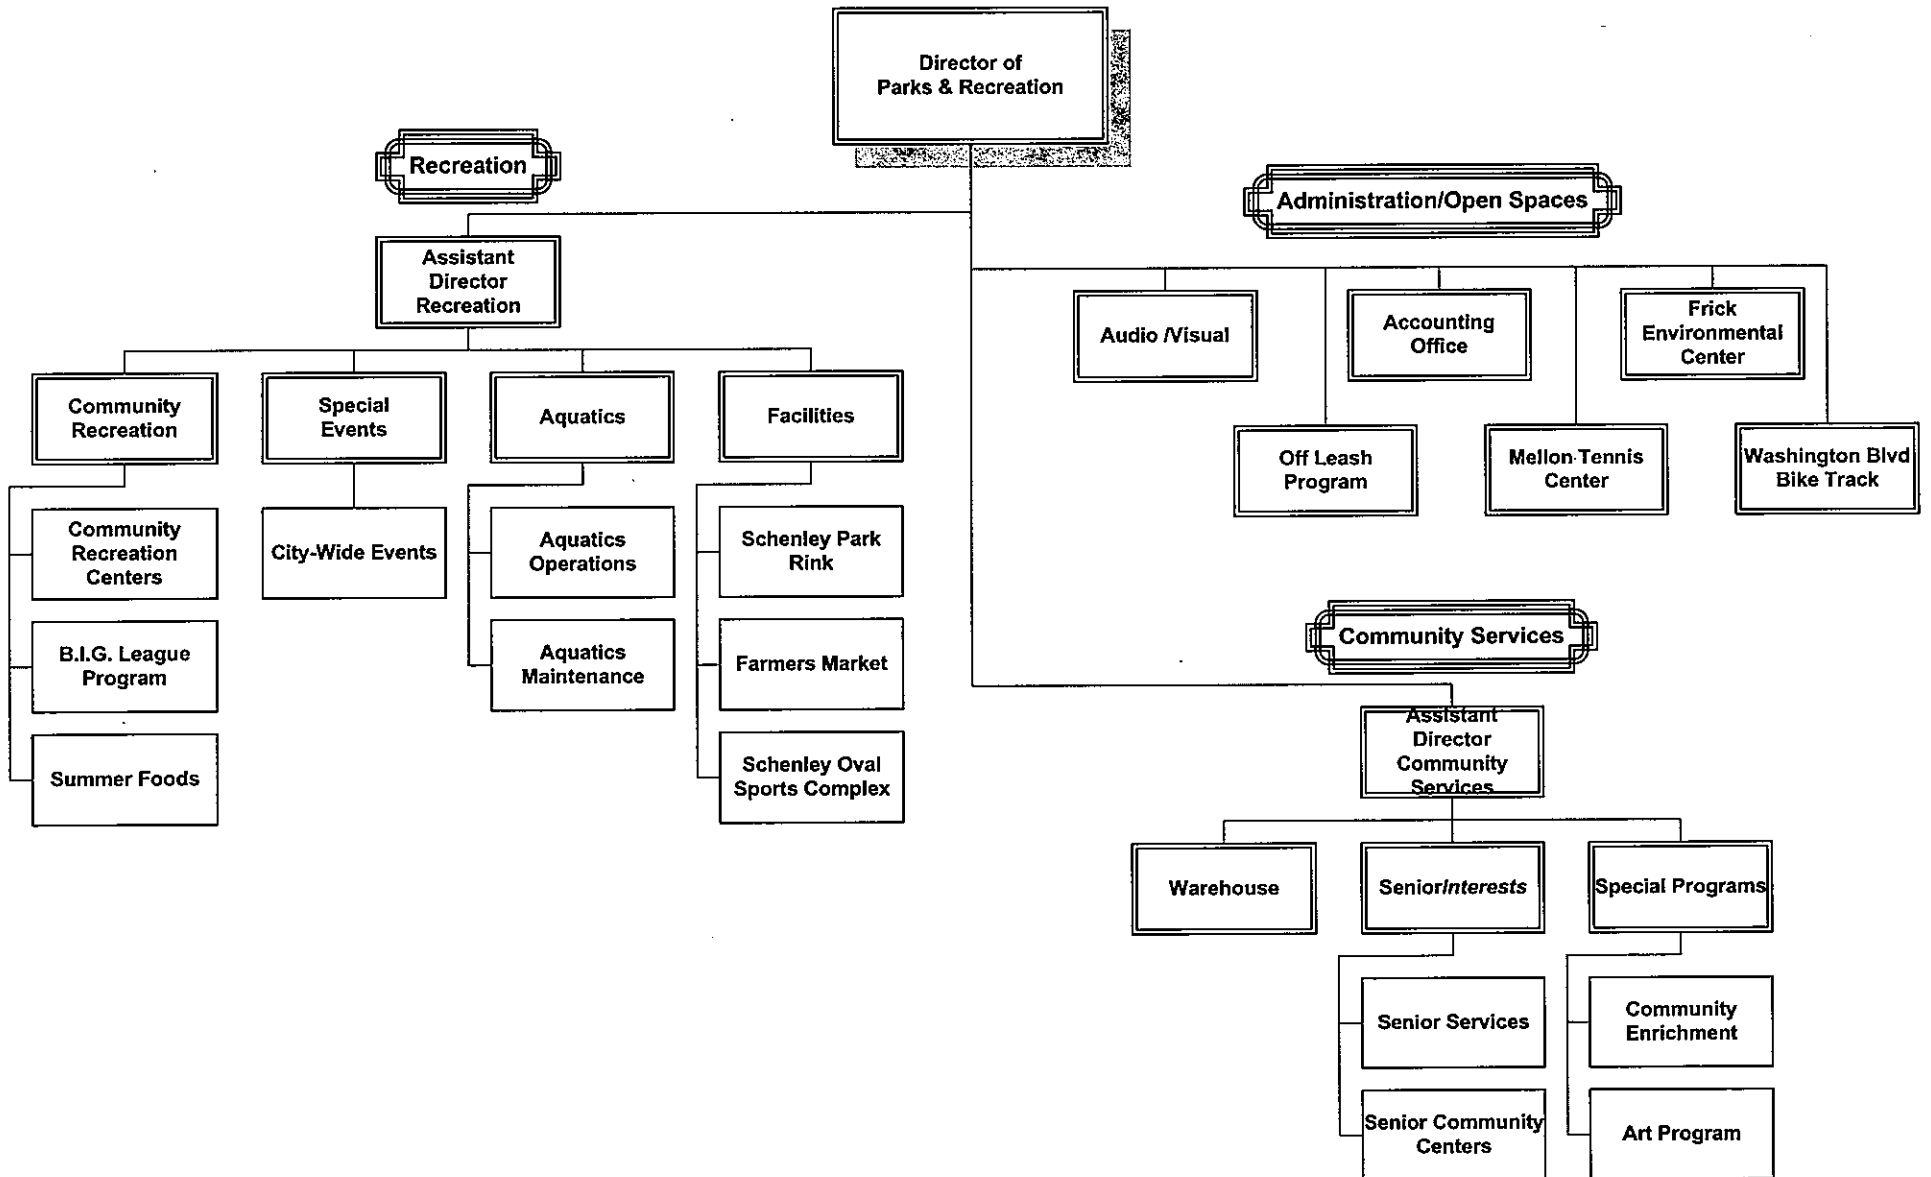 Director of
Parks & Recreation
Recreation
Administration/Open Spaces
Assistant
Director
Recreation
Audio /Visual
Accounting
Office
Frick
Environmental
Center
Community
Recreation
Special
Events
Aquatics
Facilities
Off Leash
Program
Mellon Tennis
Center
Washington Blvd
Bike Track
Community
Recreation
Centers
City-Wide Events
Aquatics
Operations
Schenley Park
Rink
B.I.G. League
Program
Aquatics
Maintenance
Farmers Market
Community Services
Summer Foods
Schenley Oval
Sports Complex
Assistant
Director
Community
Services
Warehouse
SeniorInterests
Special Programs
Senior Services
Community
Enrichment
Senior Community
Centers
Art Program